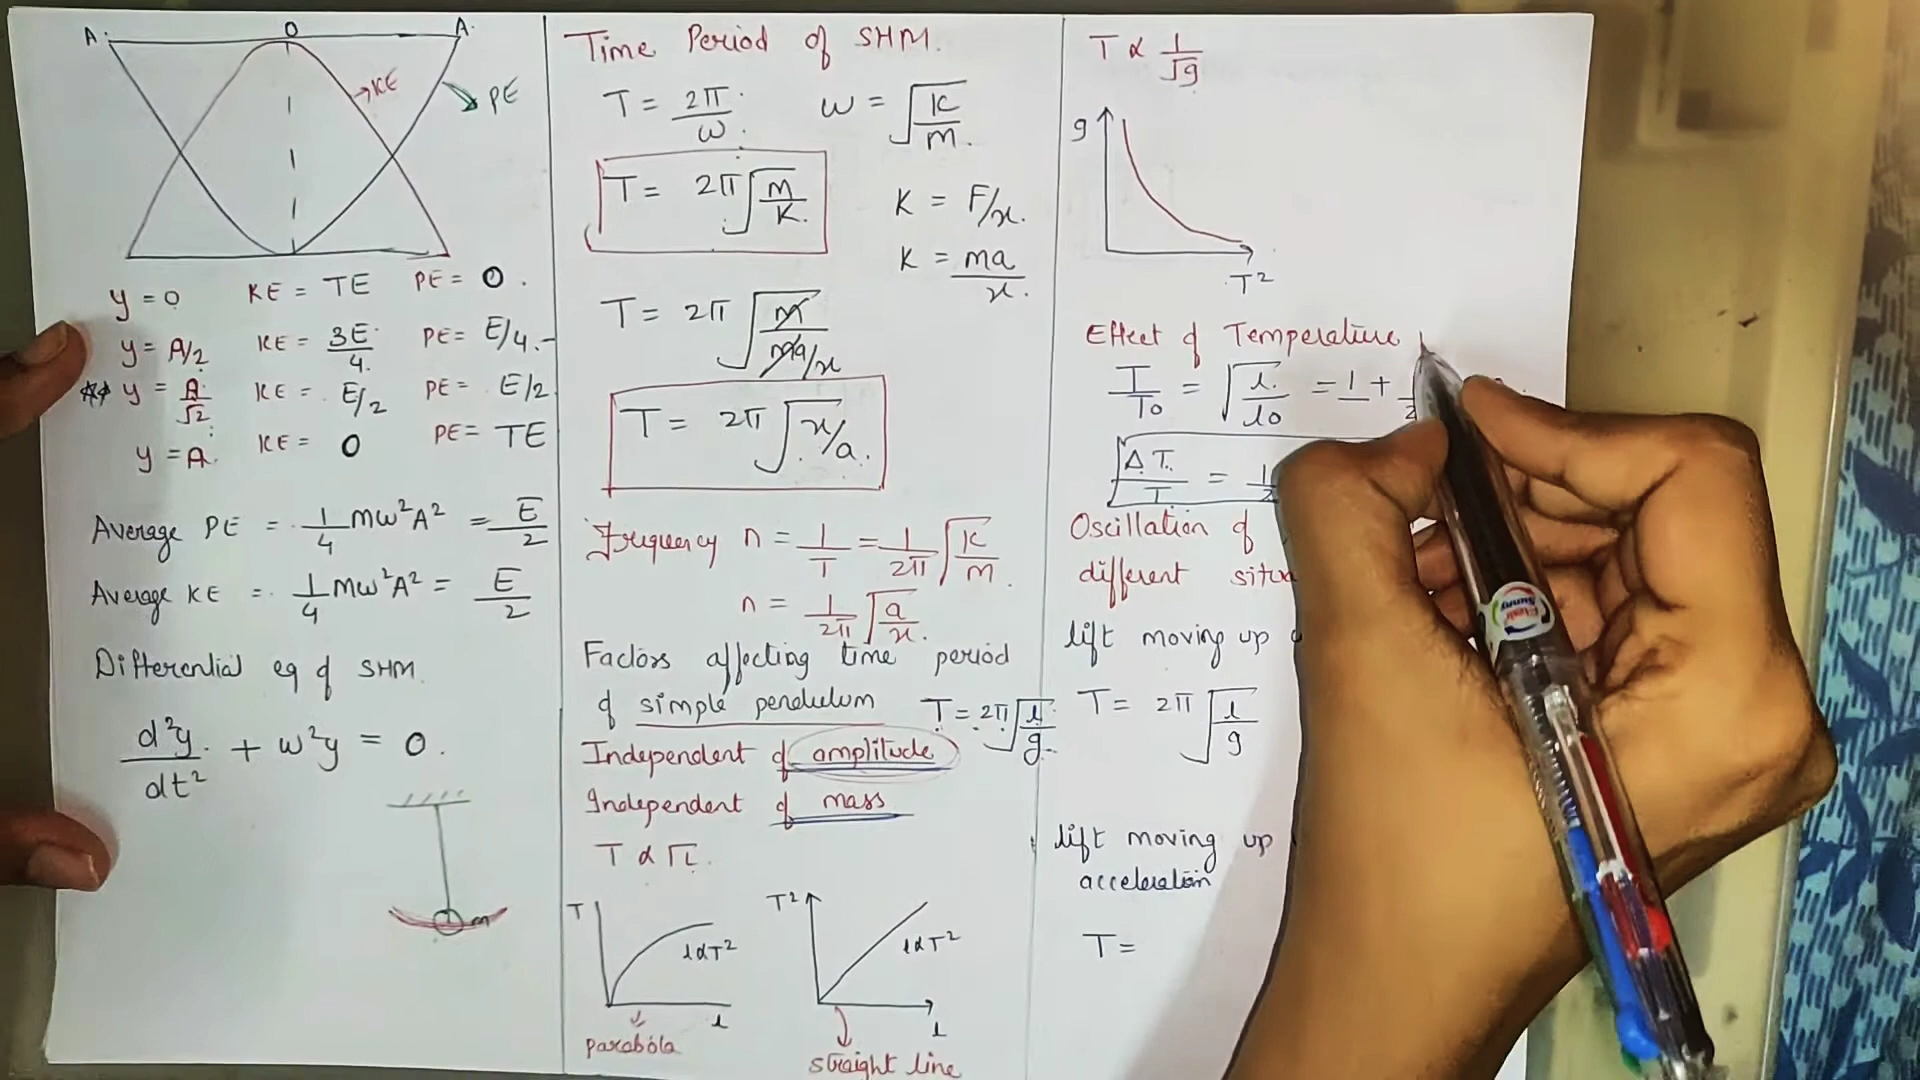 A. O A.
KE
PE
y = 0 KE = TE PE = 0.
y = A/2 KE = 3E/4. PE = E/4.
** y = A/√2 KE = E/2 PE = E/2
y = A. KE = 0 PE = TE
Average PE = 1/4 mω²A² = E/2
Average KE = 1/4 mω²A² = E/2
Differential eq of SHM.
d²y/dt² + ω²y = 0.
m
Time Period of SHM.
T = 2π/ω. ω = √K/m.
T = 2π √m/K. K = F/x.
K = ma/x.
T = 2π √m/ma/x
T = 2π √x/a.
Frequency n = 1/T = 1/2π √K/m.
n = 1/2π √a/x.
Factors affecting time period
of simple pendulum T = 2π √l/g.
Independent of amplitude
Independent of mass
T ∝ √L.
T l∝T² l
parabola
T² l∝T² l
straight line
T ∝ 1/√g
g
T²
Effect of Temperature
T/T0 = √l/l0 = 1 +
ΔT/T = 1/2
Oscillation of
different
lift moving up
T = 2π √l/g
lift moving up
acceleration
T =